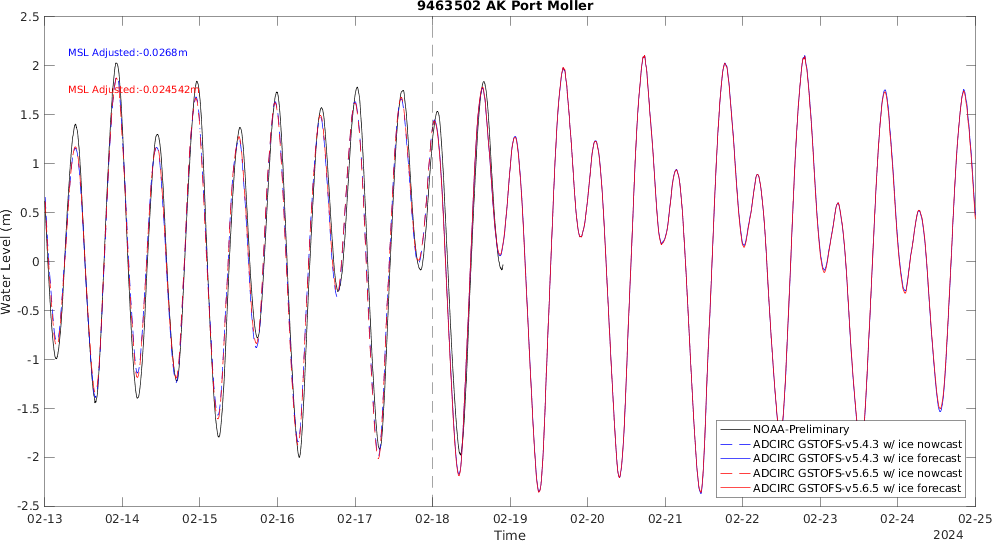 9463502 AK Port Moller
MSL Adjusted:-0.0268m
MSL Adjusted:-0.024542m
Water Level (m)
2.5
2
1.5
1
0.5
0
-0.5
-1
-1.5
-2
-2.5
NOAA-Preliminary
ADCIRC GSTOFS-v5.4.3 w/ ice nowcast
ADCIRC GSTOFS-v5.4.3 w/ ice forecast
ADCIRC GSTOFS-v5.6.5 w/ ice nowcast
ADCIRC GSTOFS-v5.6.5 w/ ice forecast
02-13 02-14 02-15 02-16 02-17 02-18 02-19 02-20 02-21 02-22 02-23 02-24 02-25
Time
2024